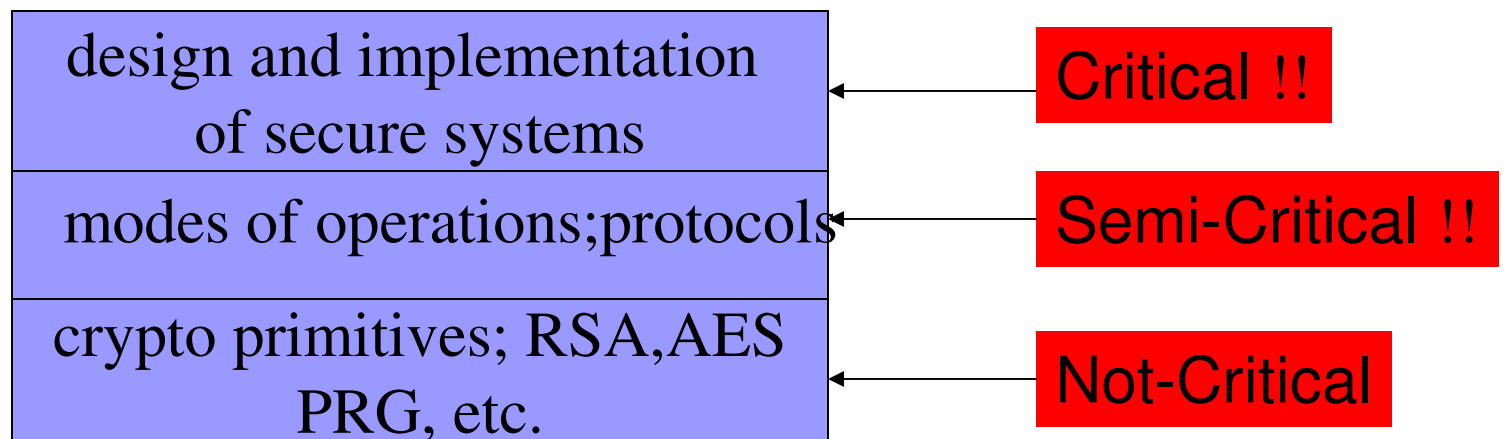 design and implementation
of secure systems
Critical !!
modes of operations;protocols
Semi-Critical !!
crypto primitives; RSA,AES
PRG, etc.
Not-Critical